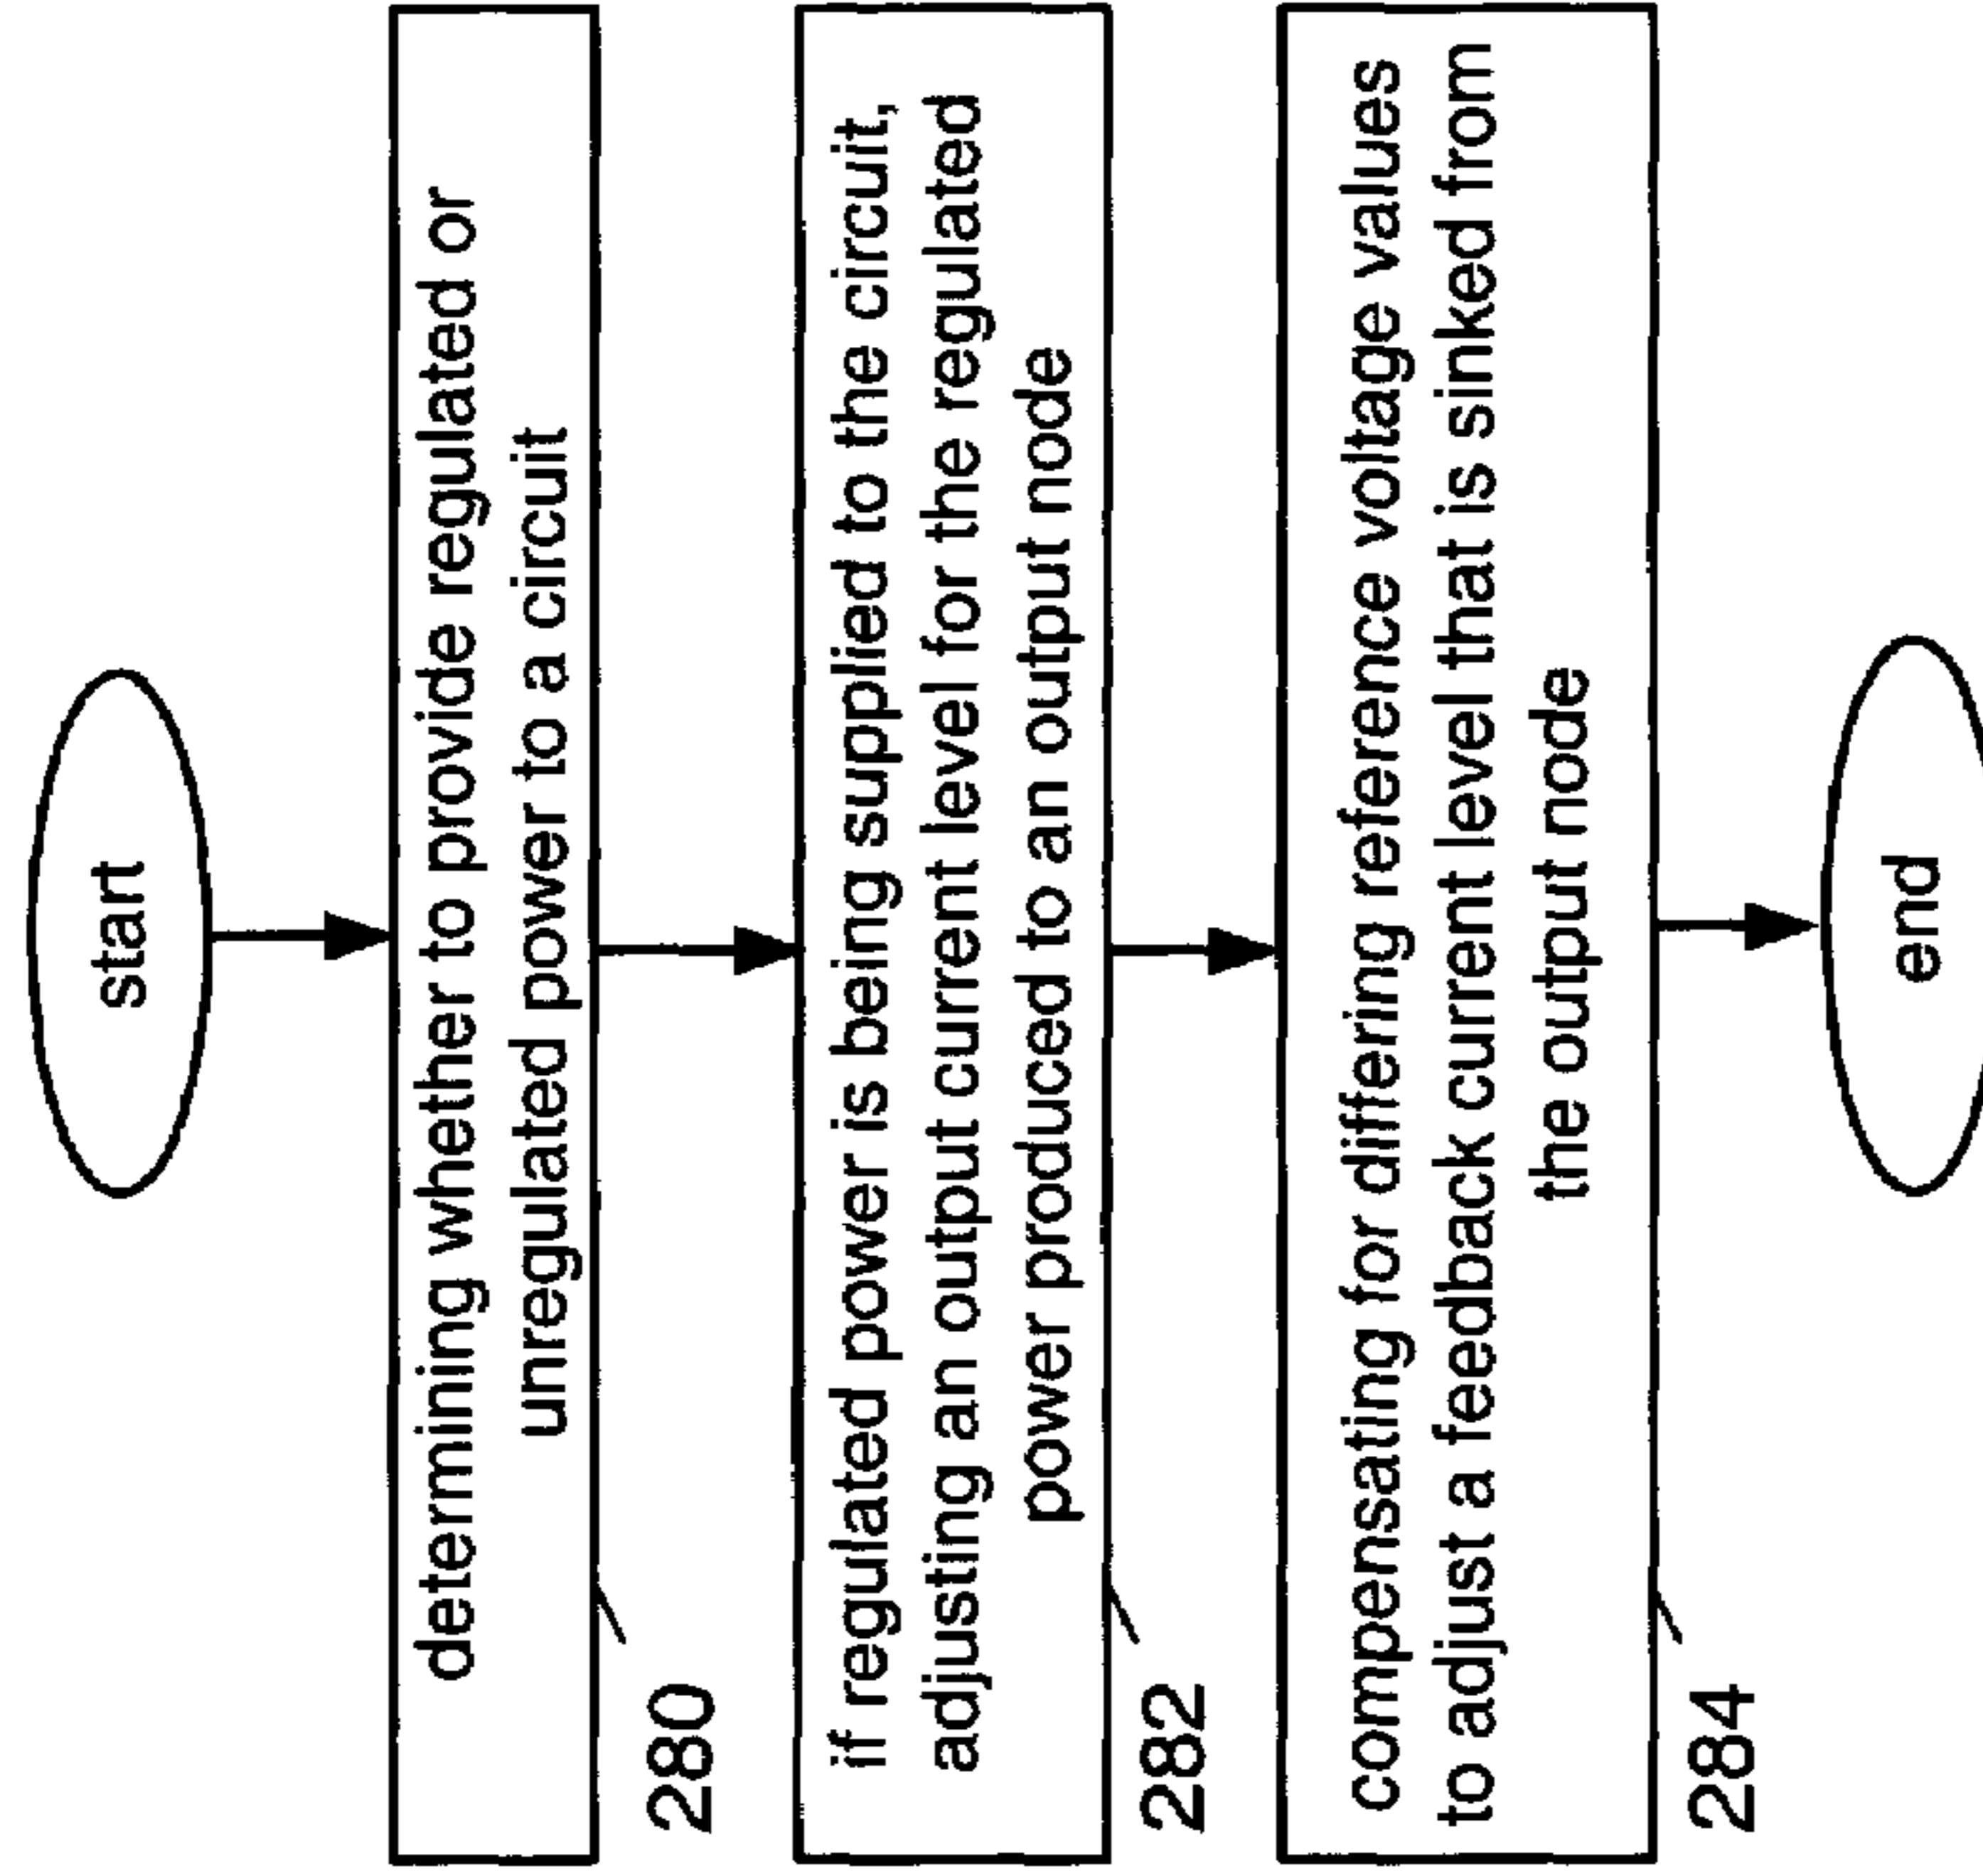 start
determining whether to provide regulated or
unregulated power to a circuit
280
if regulated power is being supplied to the circuit,
adjusting an output current level for the regulated
power produced to an output node
282
compensating for differing reference voltage values
to adjust a feedback current level that is sinked from
the output node
284
end